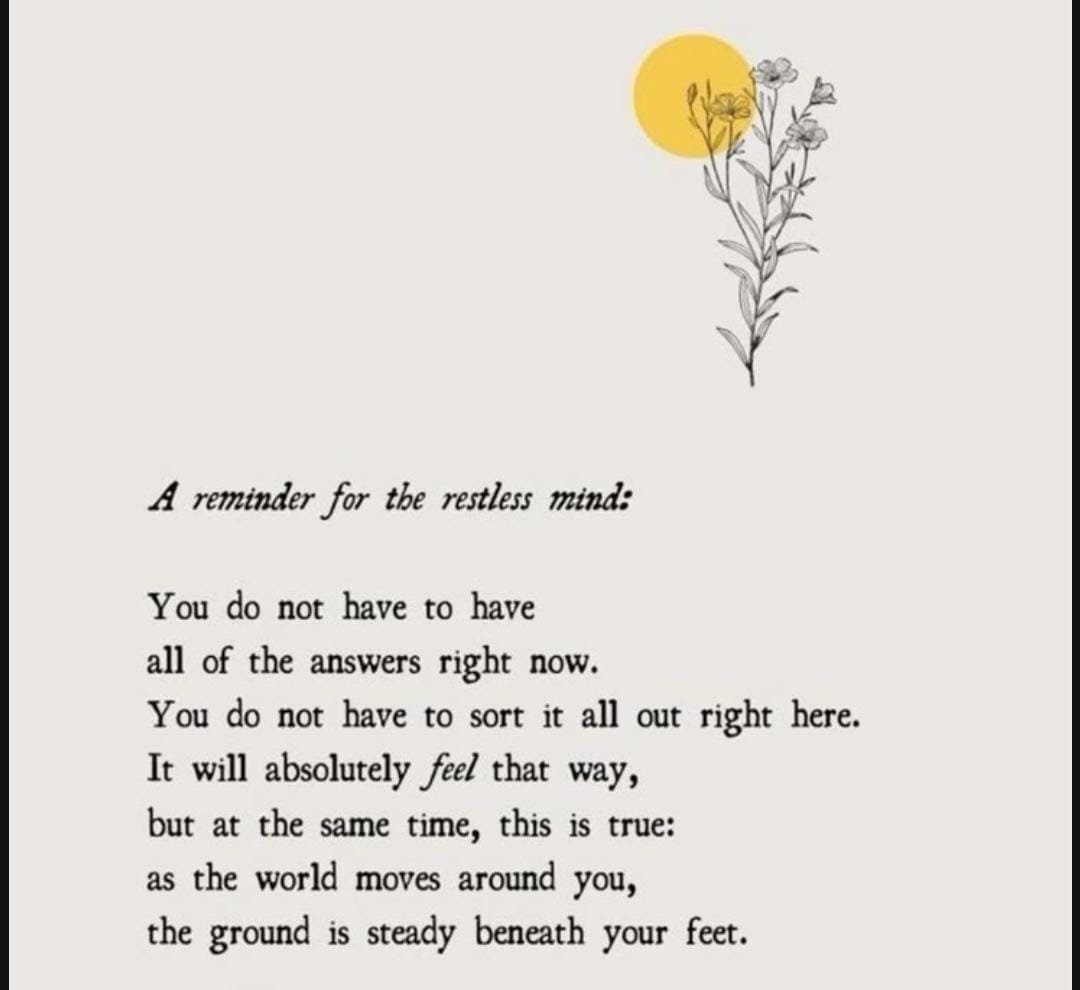 A reminder for the restless mind:
You do not have to have
all of the answers right now.
You do not have to sort it all out right here.
It will absolutely feel that way,
but at the same time, this is true:
as the world moves around you,
the ground is steady beneath your feet.